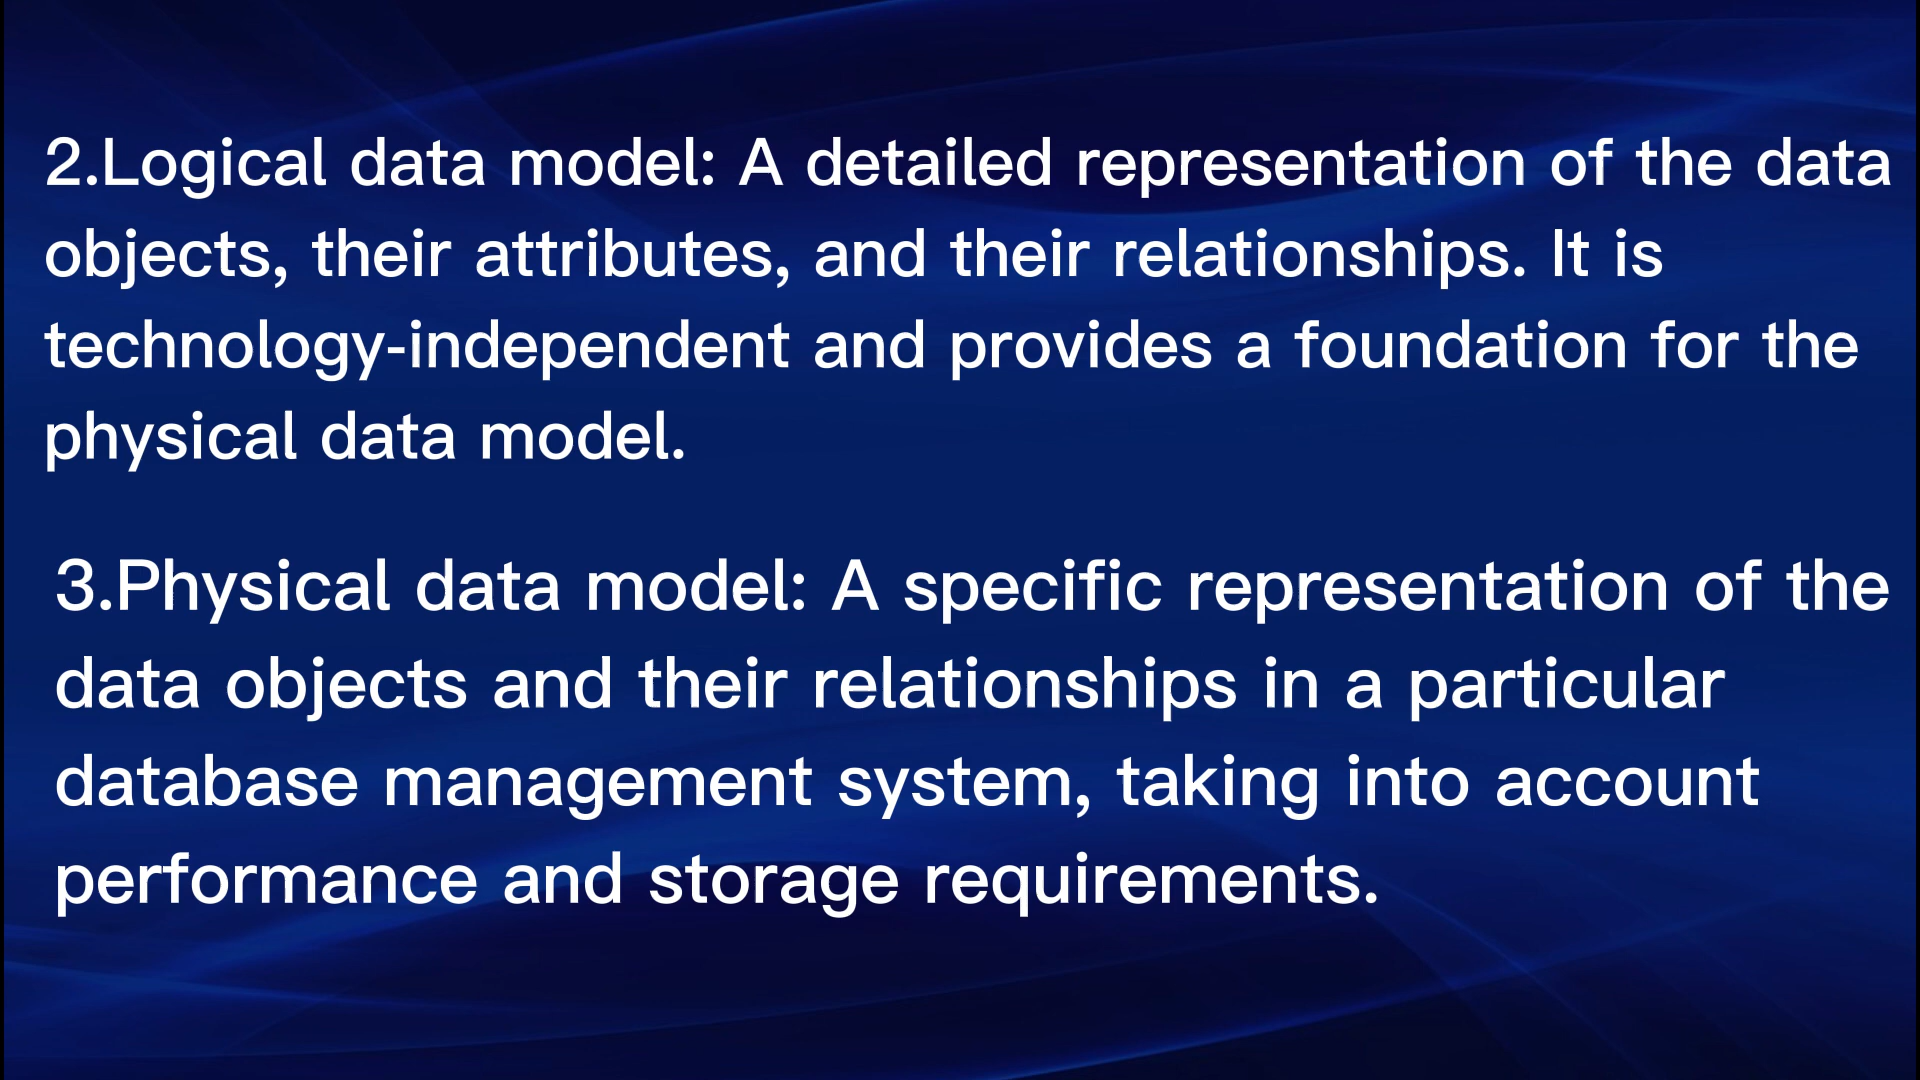 2.Logical data model: A detailed representation of the data
objects, their attributes, and their relationships. It is
technology-independent and provides a foundation for the
physical data model.
3.Physical data model: A specific representation of the
data objects and their relationships in a particular
database management system, taking into account
performance and storage requirements.